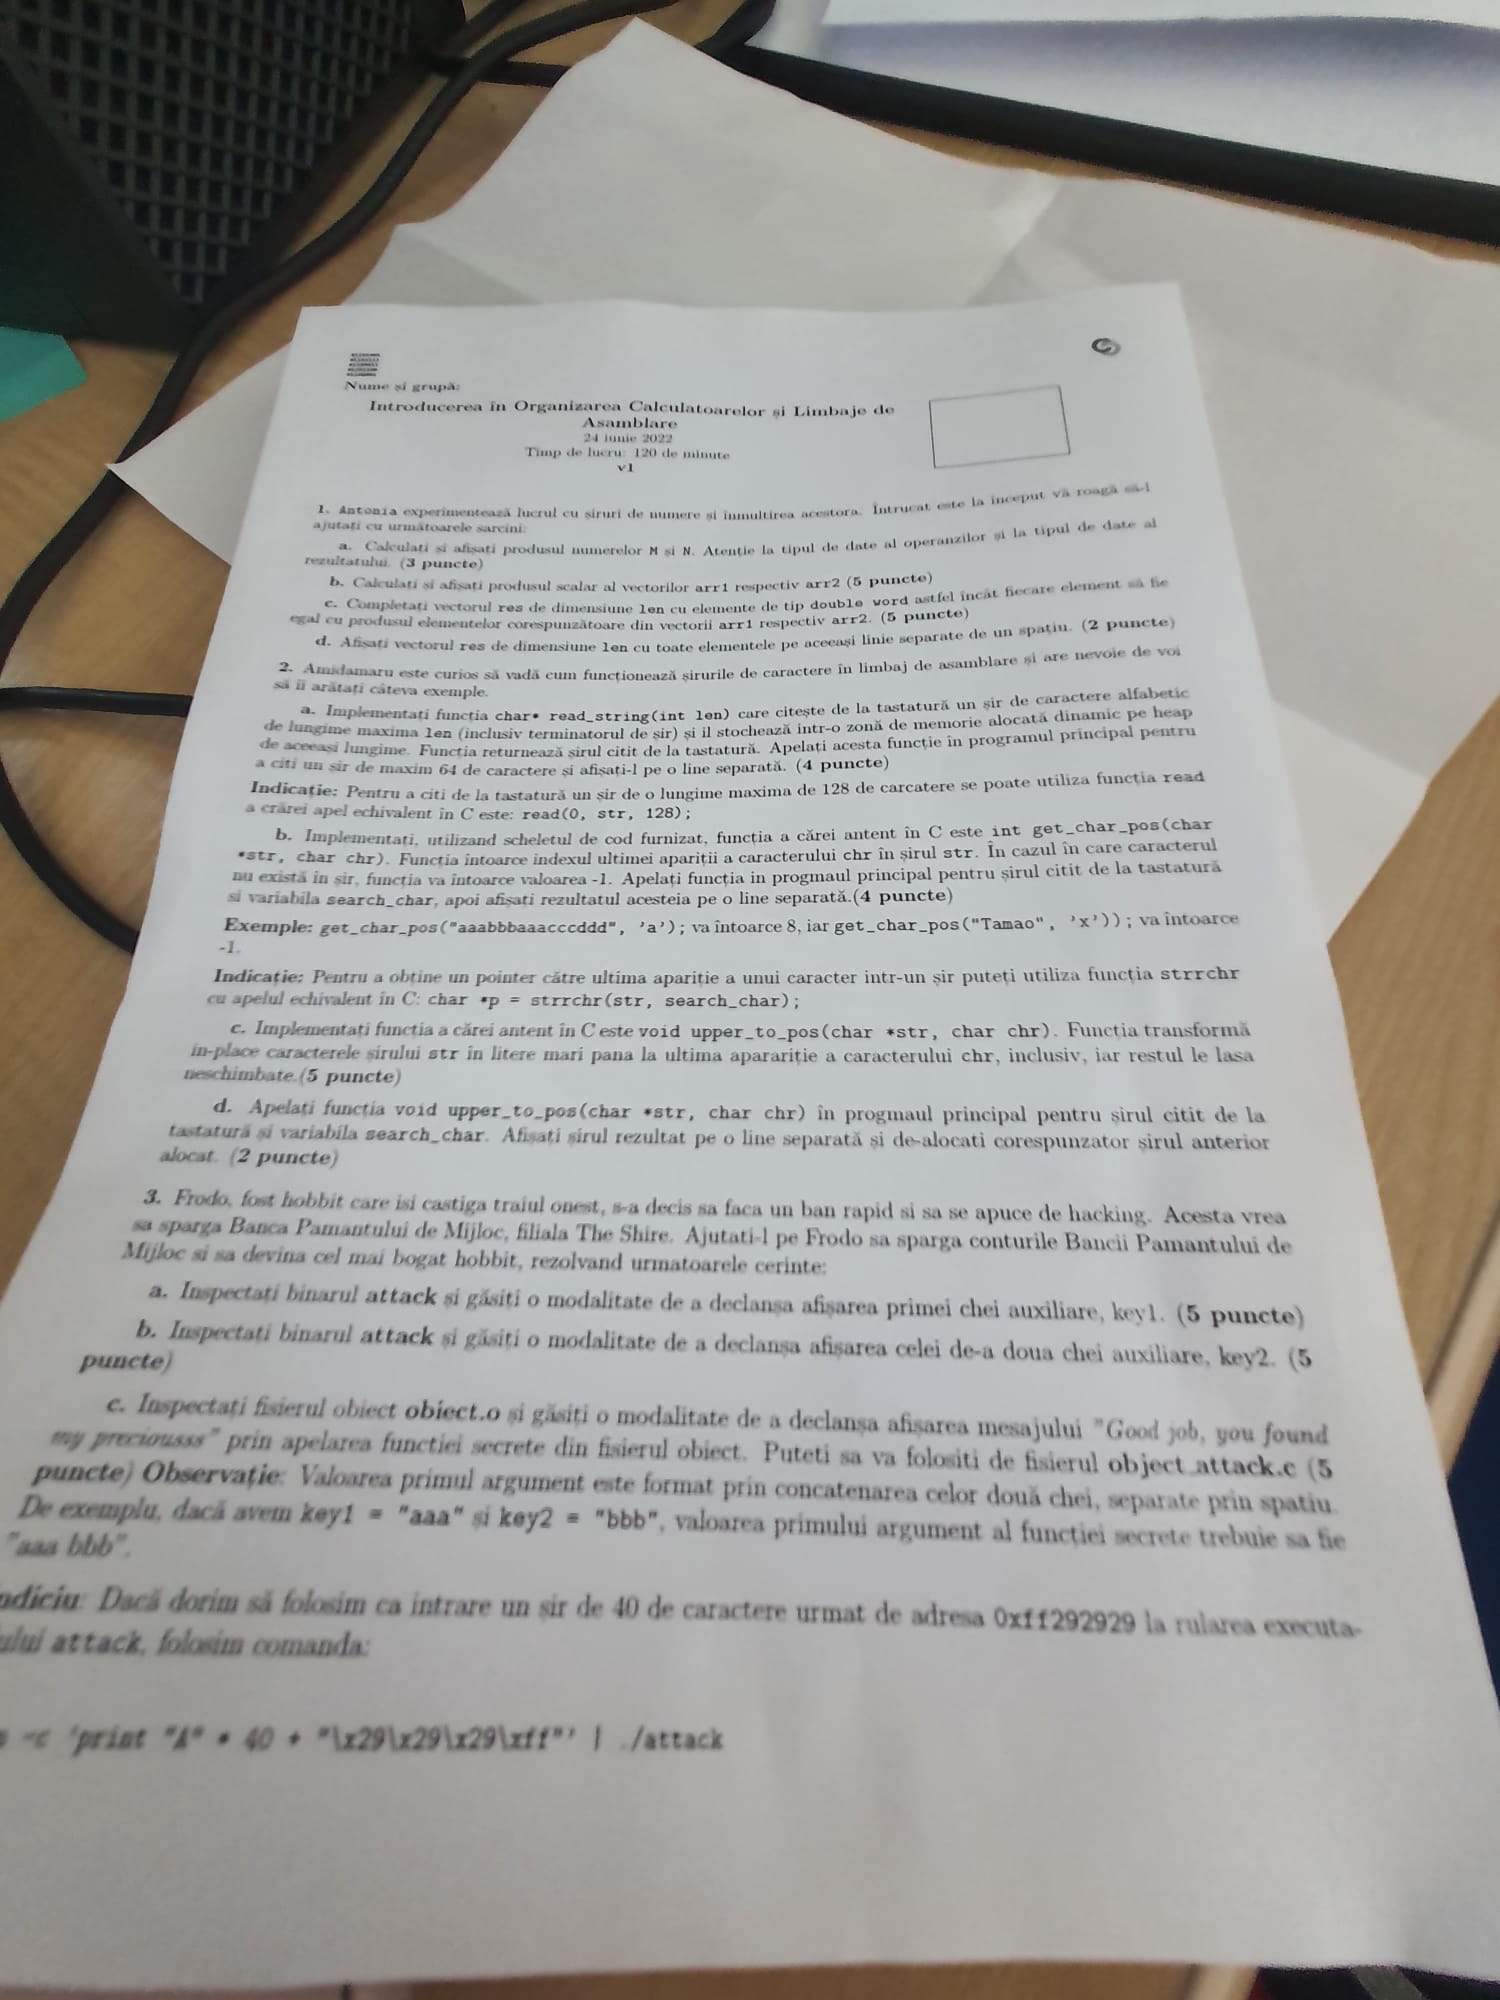 Nume și grupă:
Introducerea în Organizarea Calculatoarelor și Limbaje de
Asamblare
24 iunie 2022
Timp de lucru: 120 de minute
v1
1. Antonia experimentează lucrul cu șiruri de numere și înmultirea acestora. Întrucat este la început vă roagă să-l
ajutați cu următoarele sarcini:
a. Calculati si afișați produsul numerelor M și N. Atenție la tipul de date al operanzilor și la tipul de date al
rezultatului. (3 puncte)
b. Calculați si afișați produsul scalar al vectorilor arr1 respectiv arr2 (5 puncte)
c. Completați vectorul res de dimensiune len cu elemente de tip double word astfel încât fiecare element să fie
egal cu produsul elementelor corespunzătoare din vectorii arr1 respectiv arr2. (5 puncte)
d. Afișați vectorul res de dimensiune len cu toate elementele pe aceeași linie separate de un spațiu. (2 puncte)
2. Amidamaru este curios să vadă cum funcționează șirurile de caractere în limbaj de asamblare și are nevoie de voi
să îi arătați câteva exemple.
a. Implementați funcția char* read_string(int len) care citește de la tastatură un șir de caractere alfabetic
de lungime maxima len (inclusiv terminatorul de șir) și il stochează intr-o zonă de memorie alocată dinamic pe heap
de aceeași lungime. Funcția returnează șirul citit de la tastatură. Apelați acesta funcție în programul principal pentru
a citi un șir de maxim 64 de caractere și afișați-l pe o line separată. (4 puncte)
Indicație: Pentru a citi de la tastatură un șir de o lungime maxima de 128 de carcatere se poate utiliza funcția read
a cărei apel echivalent în C este: read(0, str, 128);
b. Implementați, utilizand scheletul de cod furnizat, funcția a cărei antent în C este int get_char_pos(char
*str, char chr). Funcția întoarce indexul ultimei apariții a caracterului chr în șirul str. În cazul în care caracterul
nu există în șir, funcția va întoarce valoarea -1. Apelați funcția in progmaul principal pentru șirul citit de la tastatură
si variabila search_char, apoi afișați rezultatul acesteia pe o line separată.(4 puncte)
Exemple: get_char_pos("aaabbbaaacccddd", 'a'); va întoarce 8, iar get_char_pos("Tamao", 'x')); va întoarce
-1.
Indicație: Pentru a obține un pointer către ultima apariție a unui caracter intr-un șir puteți utiliza funcția strrchr
cu apelul echivalent în C: char *p = strrchr(str, search_char);
c. Implementați funcția a cărei antent în C este void upper_to_pos(char *str, char chr). Funcția transformă
in-place caracterele șirului str în litere mari pana la ultima aparariție a caracterului chr, inclusiv, iar restul le lasa
neschimbate.(5 puncte)
d. Apelați funcția void upper_to_pos(char *str, char chr) în progmaul principal pentru șirul citit de la
tastatură și variabila search_char. Afișați șirul rezultat pe o line separată și de-alocati corespunzator șirul anterior
alocat. (2 puncte)
3. Frodo, fost hobbit care isi castiga traiul onest, s-a decis sa faca un ban rapid si sa se apuce de hacking. Acesta vrea
sa sparga Banca Pamantului de Mijloc, filiala The Shire. Ajutati-l pe Frodo sa sparga conturile Bancii Pamantului de
Mijloc si sa devina cel mai bogat hobbit, rezolvand urmatoarele cerinte:
a. Inspectați binarul attack și găsiți o modalitate de a declanșa afișarea primei chei auxiliare, key1. (5 puncte)
b. Inspectați binarul attack și găsiți o modalitate de a declanșa afișarea celei de-a doua chei auxiliare, key2. (5
puncte)
c. Inspectați fisierul obiect obiect.o și găsiți o modalitate de a declanșa afișarea mesajului "Good job, you found
my preciousss" prin apelarea functiei secrete din fisierul obiect. Puteti sa va folositi de fisierul object_attack.c (5
puncte) Observație: Valoarea primul argument este format prin concatenarea celor două chei, separate prin spatiu.
De exemplu, dacă avem key1 = "aaa" și key2 = "bbb", valoarea primului argument al funcției secrete trebuie sa fie
"aaa bbb".
ndiciu: Dacă dorim să folosim ca intrare un șir de 40 de caractere urmat de adresa 0xff292929 la rularea executa-
ului attack, folosim comanda:
-c 'print "A" * 40 + "\x29\x29\x29\xff"' | ./attack